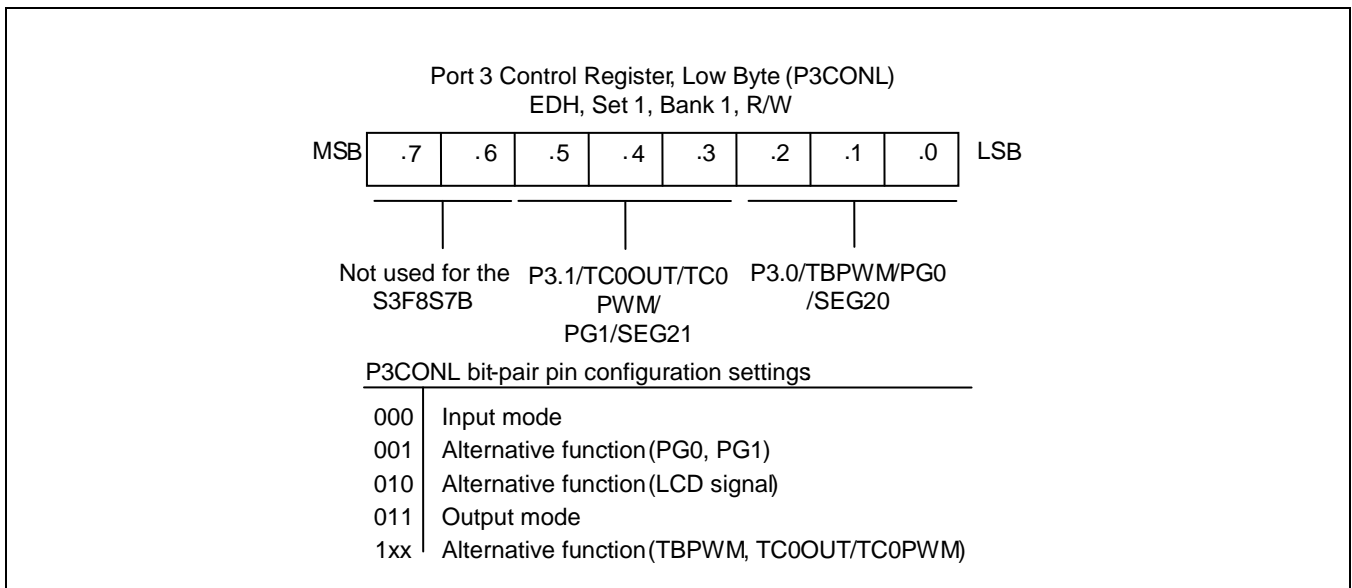 Port 3 Control Register, Low Byte (P3CONL)
EDH, Set 1, Bank 1, R/W
MSB .7 .6 .5 .4 .3 .2 .1 .0 LSB
Not used for the
S3F8S7B
P3.1/TC0OUT/TC0
PWM/
PG1/SEG21
P3.0/TBPWM/PG0
/SEG20
P3CONL bit-pair pin configuration settings
000 Input mode
001 Alternative function (PG0, PG1)
010 Alternative function (LCD signal)
011 Output mode
1xx Alternative function (TBPWM, TC0OUT/TC0PWM)